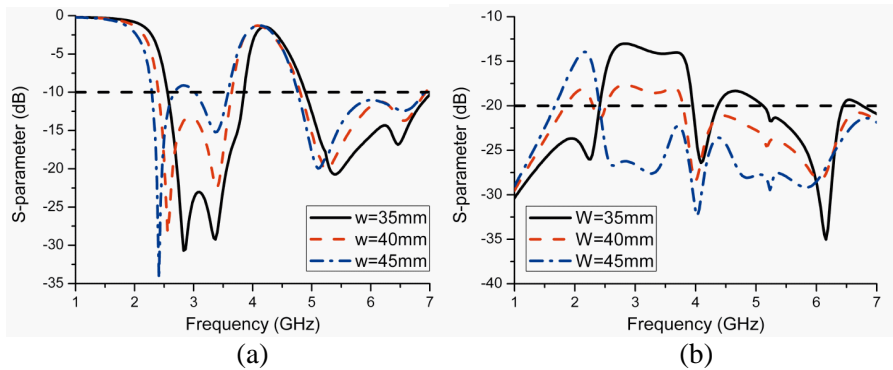 0
-5
-10
-15
-20
-25
-30
-35
S-parameter (dB)
1 2 3 4 5 6 7
Frequency (GHz)
w=35mm
w=40mm
w=45mm
(a)
-10
-15
-20
-25
-30
-35
-40
S-parameter (dB)
1 2 3 4 5 6 7
Frequency (GHz)
W=35mm
W=40mm
W=45mm
(b)